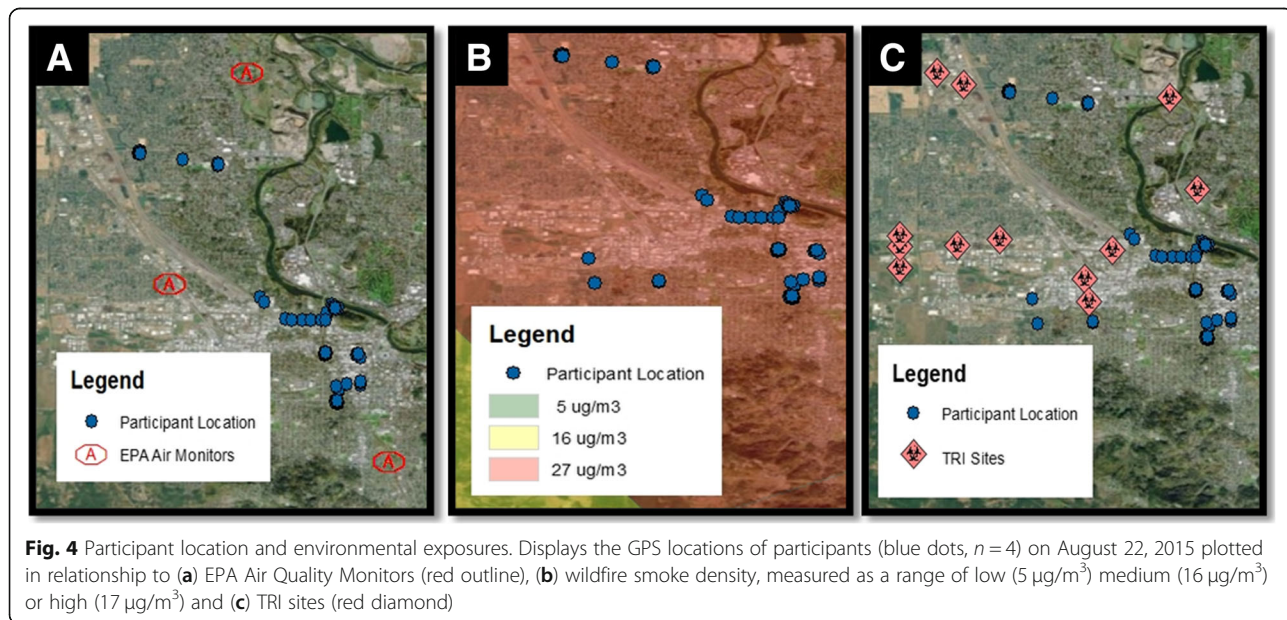 A
B
C
A
A
A
Legend
Participant Location
A EPA Air Monitors
Legend
Participant Location
5 ug/m3
16 ug/m3
27 ug/m3
Legend
Participant Location
TRI Sites
Fig. 4 Participant location and environmental exposures. Displays the GPS locations of participants (blue dots, n = 4) on August 22, 2015 plotted
in relationship to (a) EPA Air Quality Monitors (red outline), (b) wildfire smoke density, measured as a range of low (5 μg/m³) medium (16 μg/m³)
or high (17 μg/m³) and (c) TRI sites (red diamond)